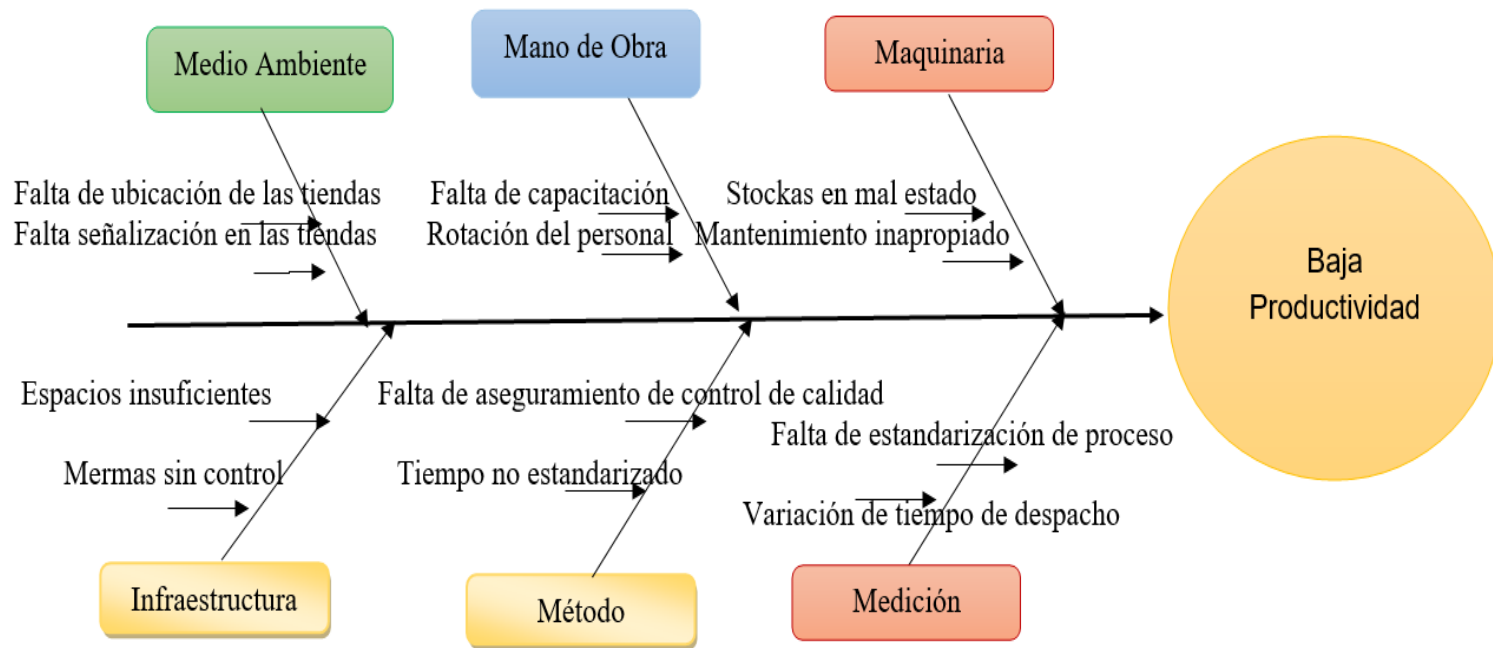 Medio Ambiente
Mano de Obra
Maquinaria
Falta de ubicación de las tiendas
Falta señalización en las tiendas
Falta de capacitación
Rotación del personal
Stockas en mal estado
Mantenimiento inapropiado
Baja
Productividad
Espacios insuficientes
Mermas sin control
Falta de aseguramiento de control de calidad
Tiempo no estandarizado
Falta de estandarización de proceso
Variación de tiempo de despacho
Infraestructura
Método
Medición